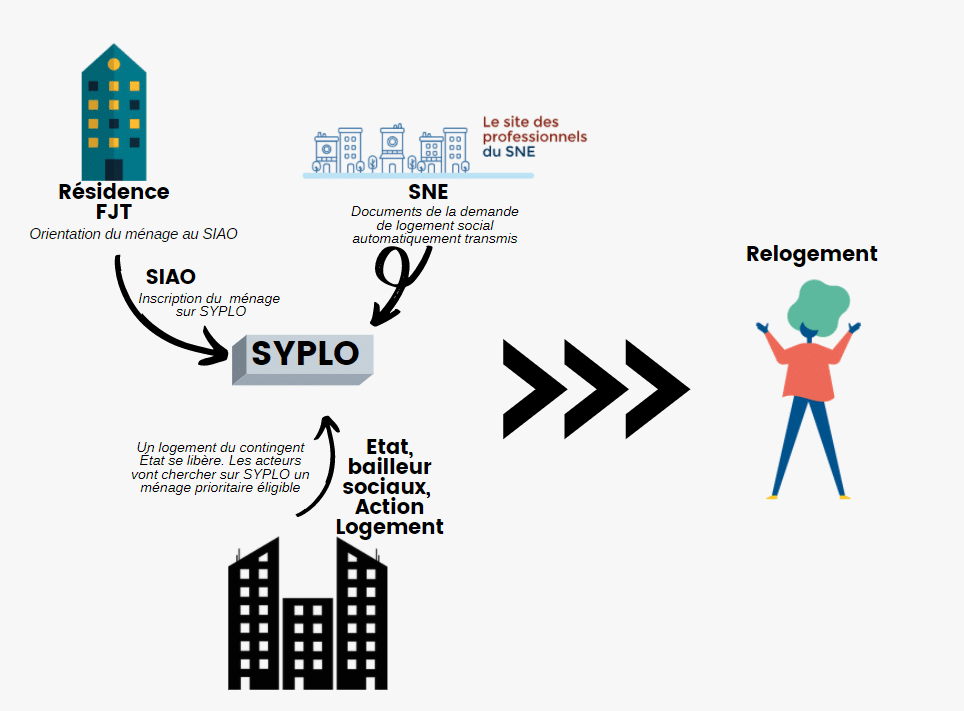 Le site des
professionnels
du SNE
Résidence
FJT
Orientation du ménage au SIAO
SNE
Documents de la demande
de logement social
automatiquement transmis
SIAO
Inscription du ménage
sur SYPLO
SYPLO
Relogement
Un logement du contingent
État se libère. Les acteurs
vont chercher sur SYPLO un
ménage prioritaire éligible
Etat,
bailleur
sociaux,
Action
Logement